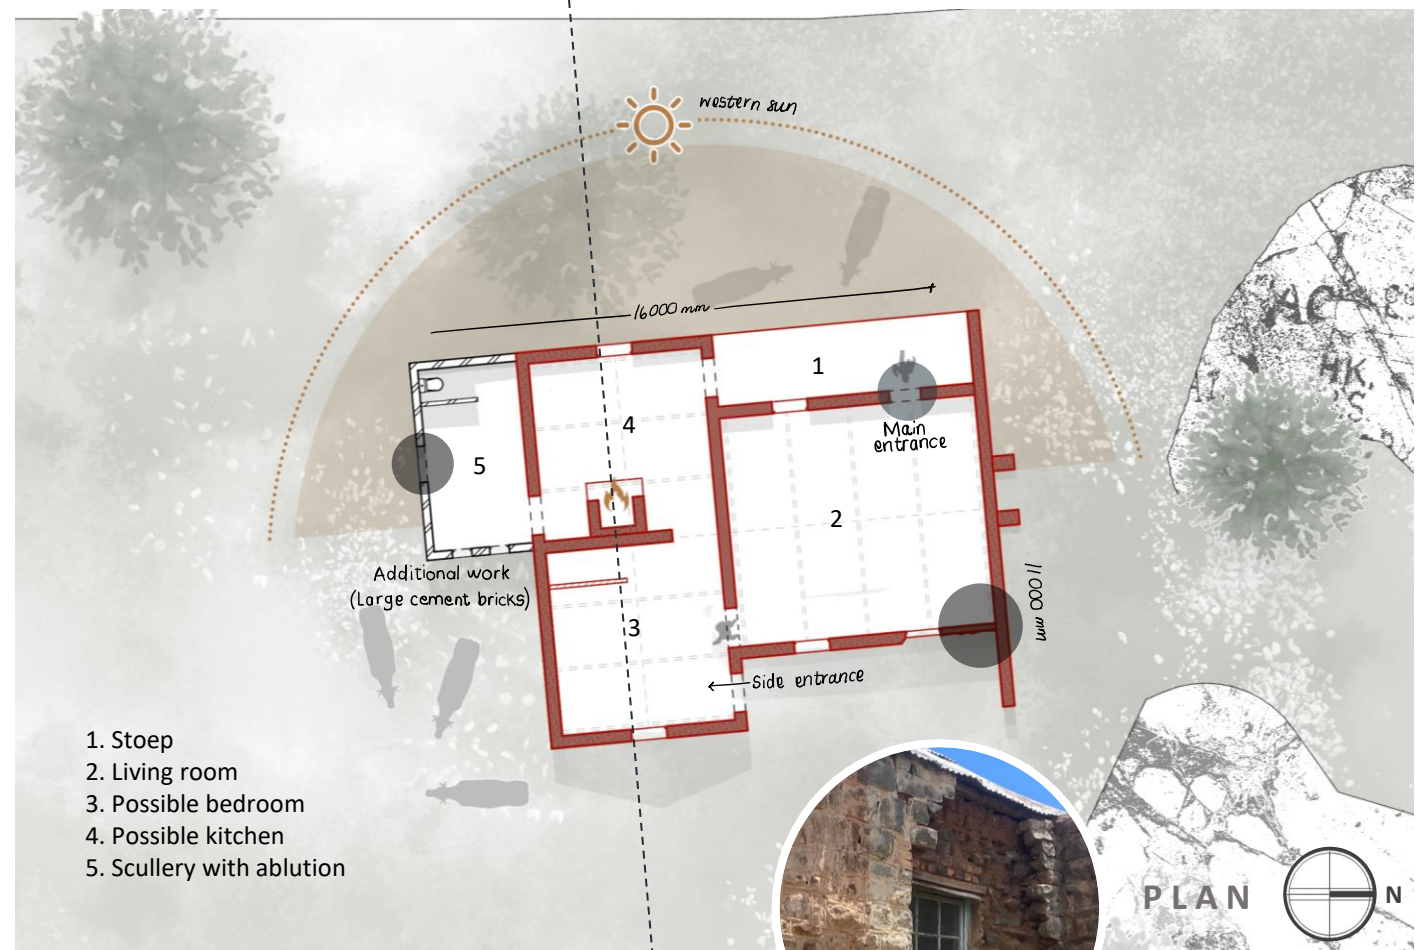 western sun
16000 mm
1
Main
entrance
4
5
2
11000 mm
Additional work
(Large cement bricks)
3
Side entrance
1. Stoep
2. Living room
3. Possible bedroom
4. Possible kitchen
5. Scullery with ablution
HK.
PLAN
N